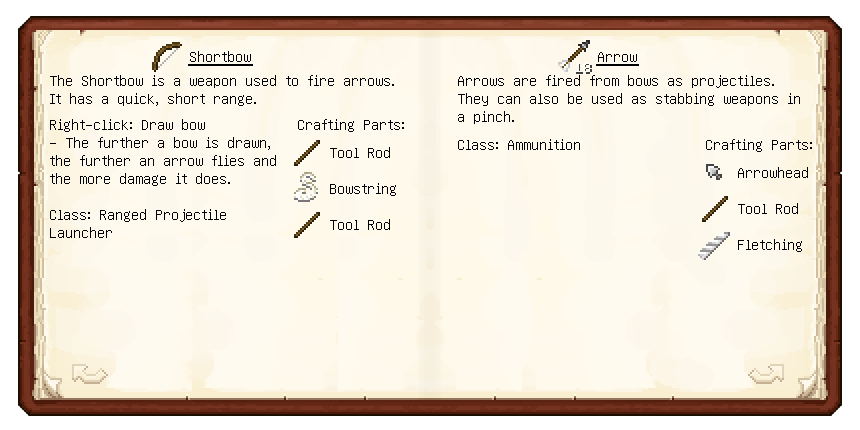 Shortbow
The Shortbow is a weapon used to fire arrows.
It has a quick, short range.
Right-click: Draw bow
- The further a bow is drawn,
the further an arrow flies and
the more damage it does.
Class: Ranged Projectile
Launcher
Crafting Parts:
Tool Rod
Bowstring
Tool Rod
Arrow
18
Arrows are fired from bows as projectiles.
They can also be used as stabbing weapons in
a pinch.
Class: Ammunition
Crafting Parts:
Arrowhead
Tool Rod
Fletching